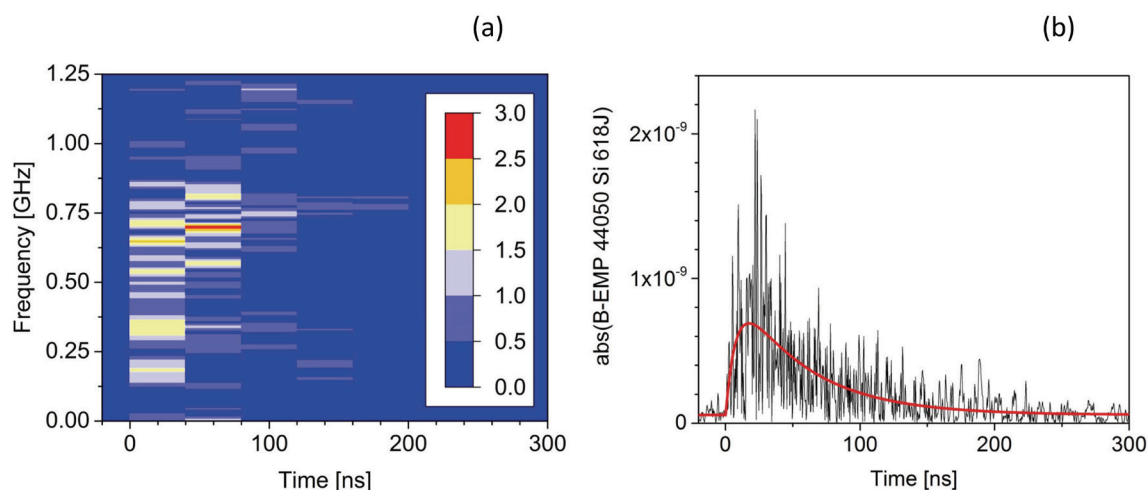 (a)
1.25
1.00
0.75
0.50
0.25
0.00
Frequency [GHz]
3.0
2.5
2.0
1.5
1.0
0.5
0.0
0
100
200
300
Time [ns]
(b)
2x10⁻⁹
1x10⁻⁹
0
abs(B-EMP 44050 Si 618J)
0
100
200
300
Time [ns]